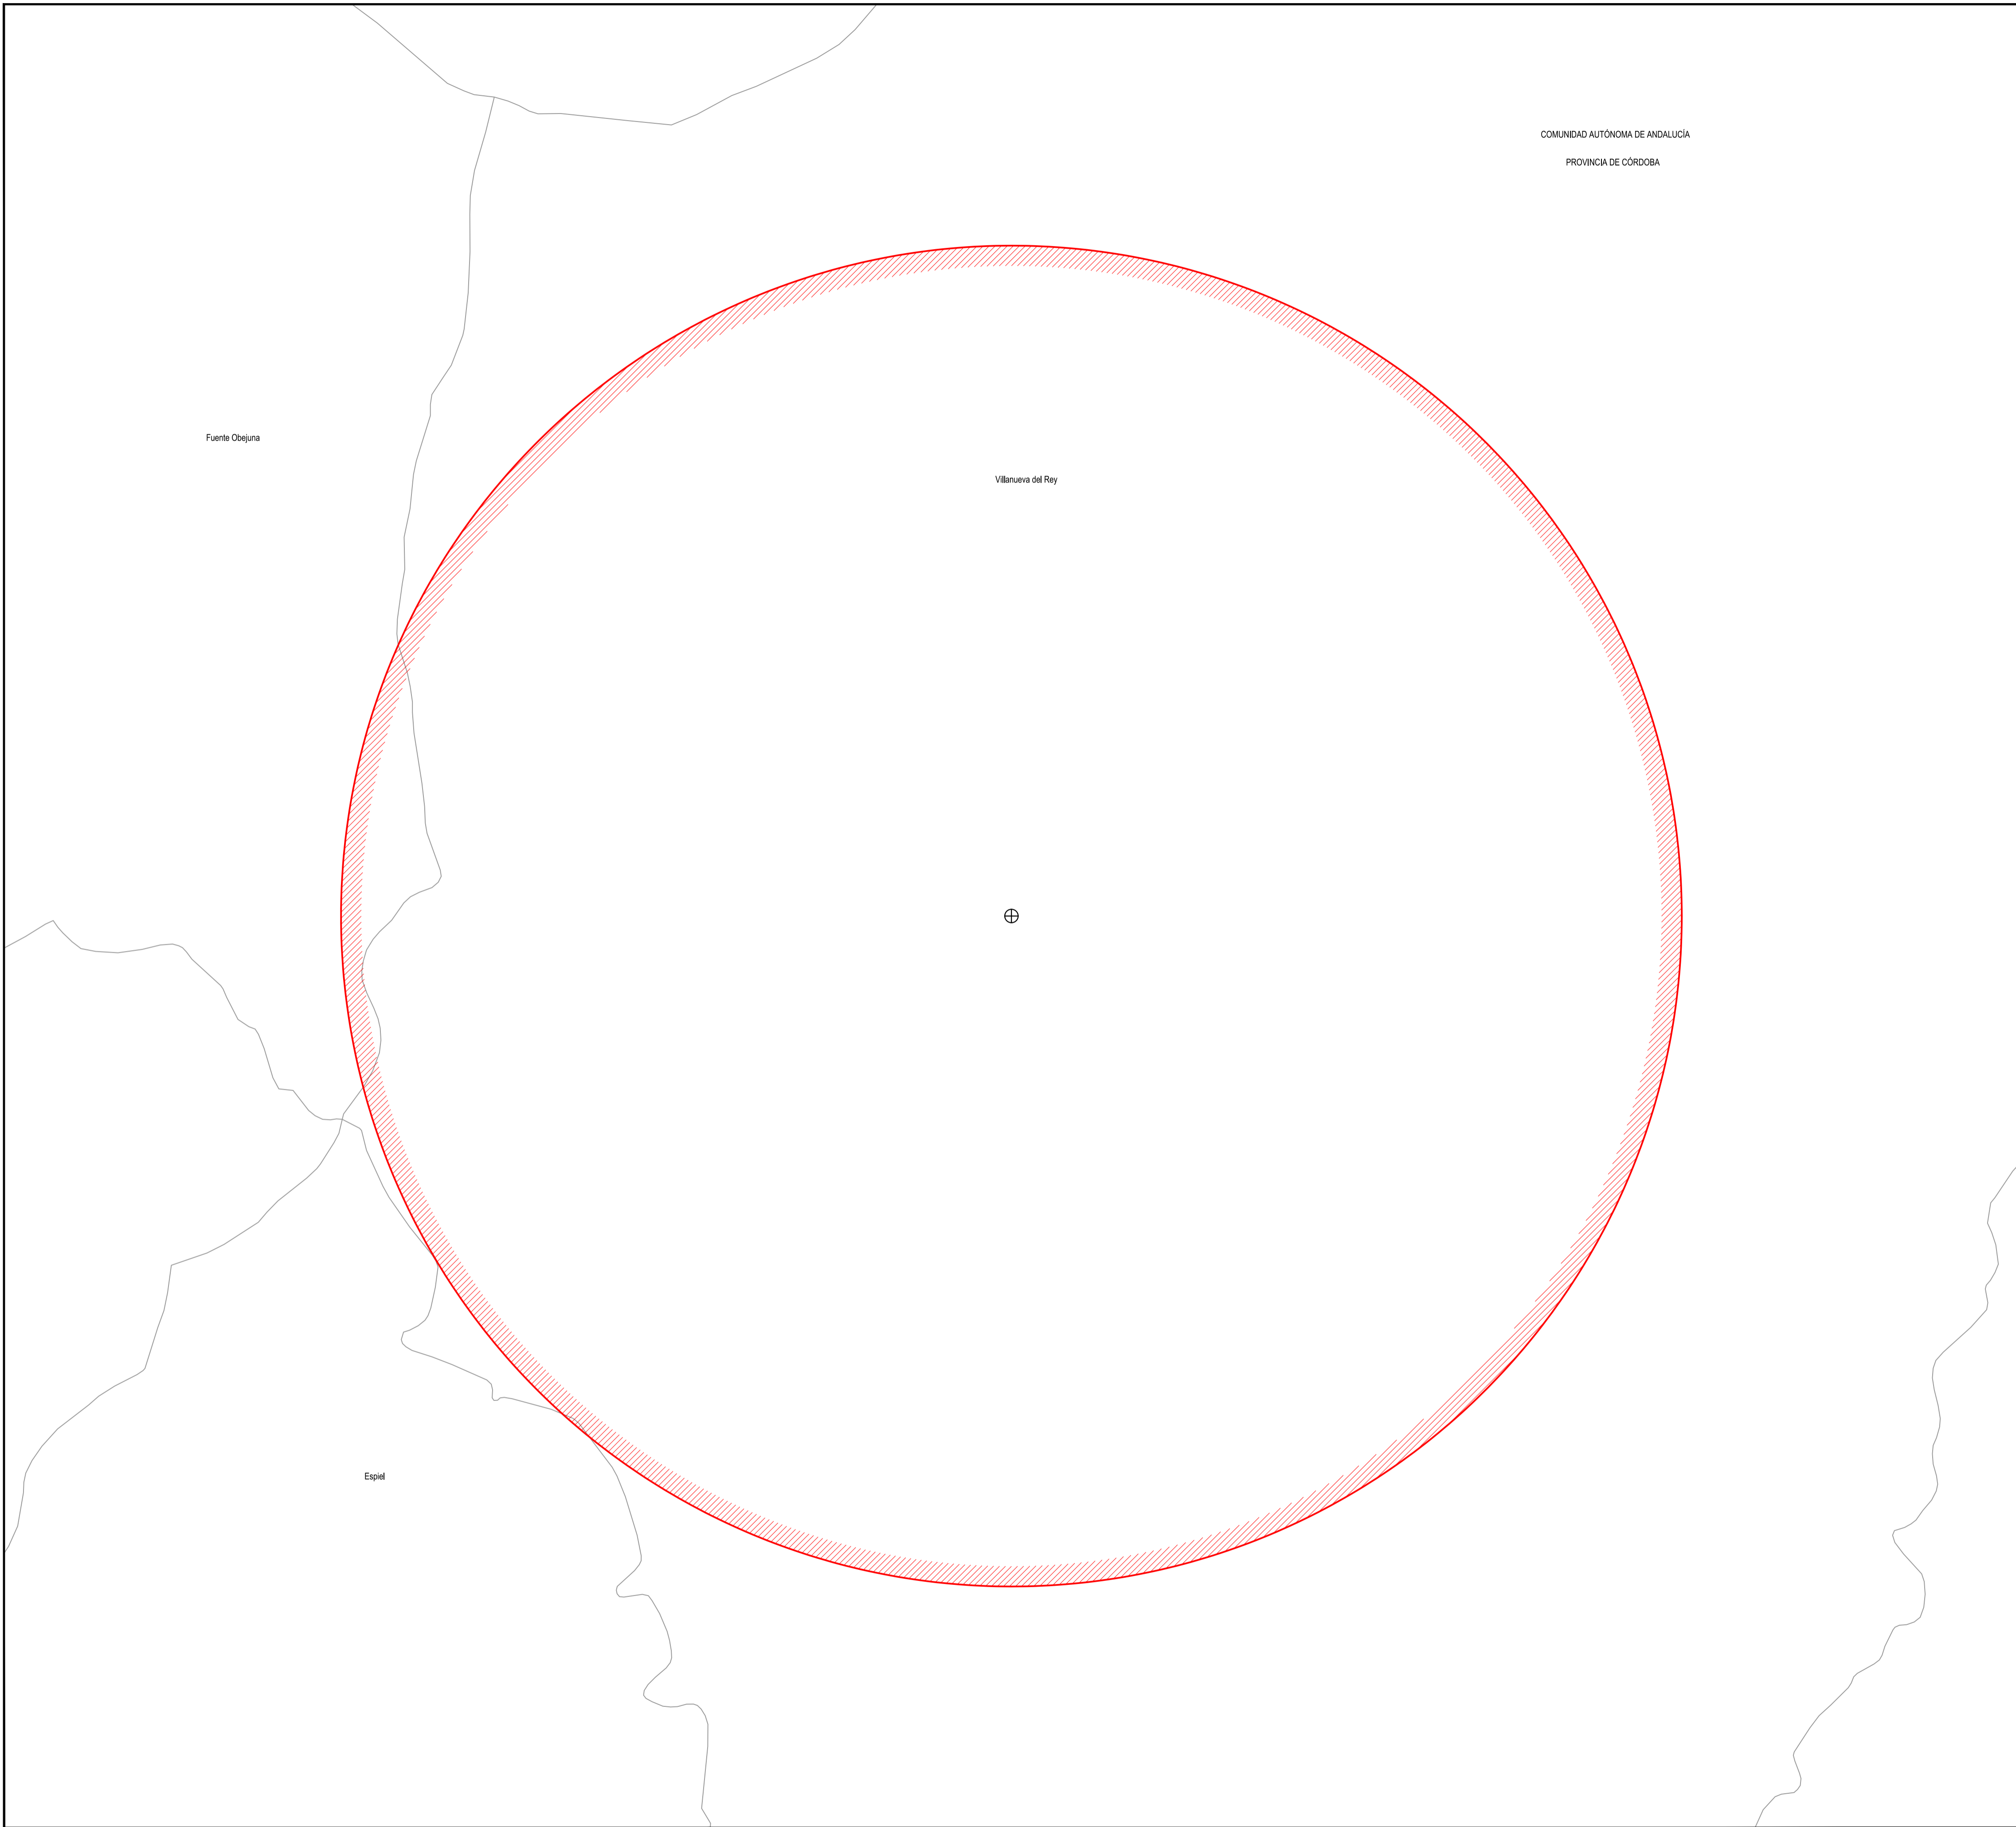 COMUNIDAD AUTÓNOMA DE ANDALUCÍA
PROVINCIA DE CÓRDOBA
Fuente Obejuna
Villanueva del Rey
Espiel